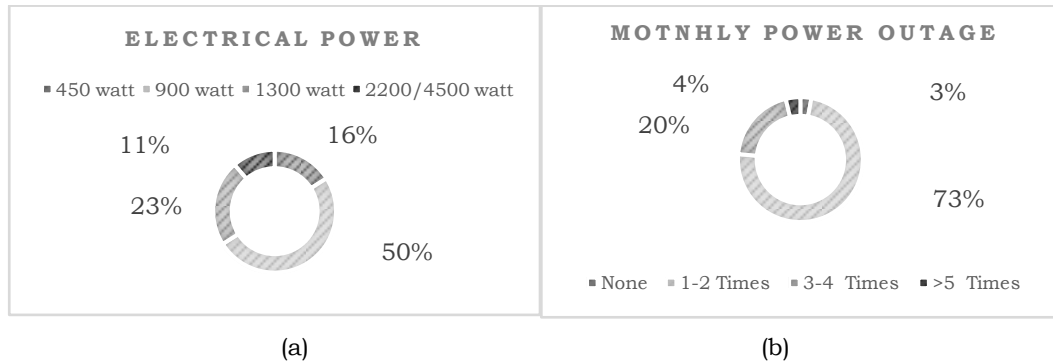 ELECTRICAL POWER
450 watt 900 watt 1300 watt 2200/4500 watt
11%
16%
23%
50%
(a)
MOTNHLY POWER OUTAGE
4%
3%
20%
73%
None 1-2 Times 3-4 Times >5 Times
(b)